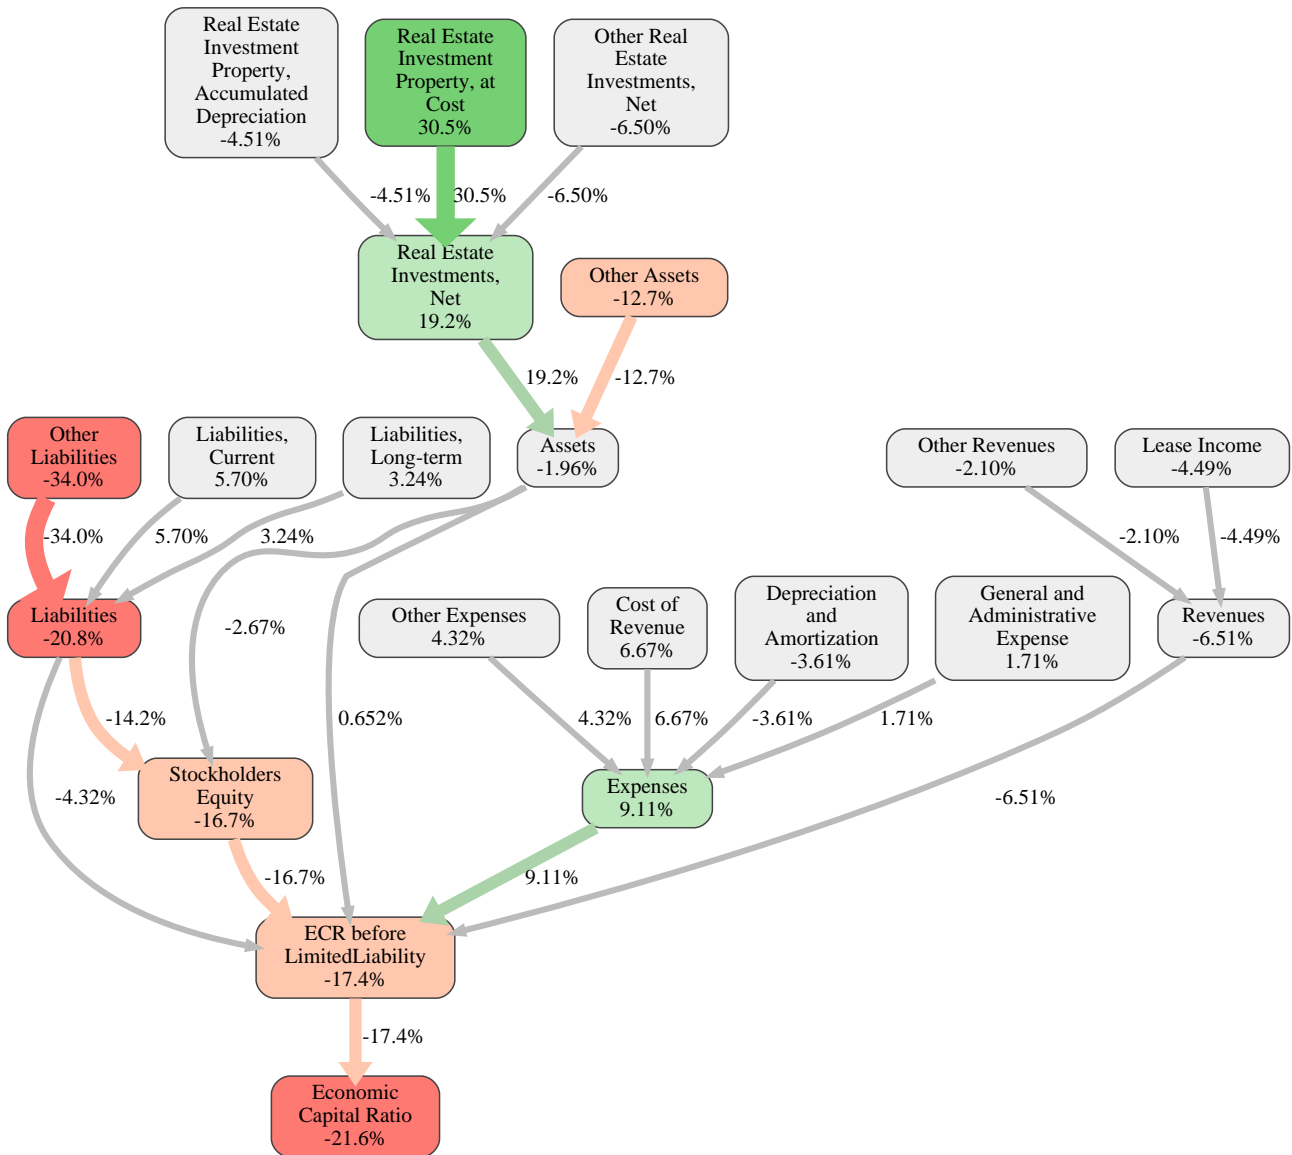 Real Estate
Investment
Property,
Accumulated
Depreciation
-4.51%
Real Estate
Investment
Property, at
Cost
30.5%
Other Real
Estate
Investments,
Net
-6.50%
-4.51%
30.5%
-6.50%
Real Estate
Investments,
Net
19.2%
Other Assets
-12.7%
19.2%
-12.7%
Other
Liabilities
-34.0%
Liabilities,
Current
5.70%
Liabilities,
Long-term
3.24%
Assets
-1.96%
Other Revenues
-2.10%
Lease Income
-4.49%
-34.0%
5.70%
3.24%
-2.10%
-4.49%
Liabilities
-20.8%
-2.67%
Other Expenses
4.32%
Cost of
Revenue
6.67%
Depreciation
and
Amortization
-3.61%
General and
Administrative
Expense
1.71%
Revenues
-6.51%
-14.2%
0.652%
4.32%
6.67%
-3.61%
1.71%
-4.32%
Stockholders
Equity
-16.7%
Expenses
9.11%
-6.51%
-16.7%
9.11%
ECR before
LimitedLiability
-17.4%
-17.4%
Economic
Capital Ratio
-21.6%